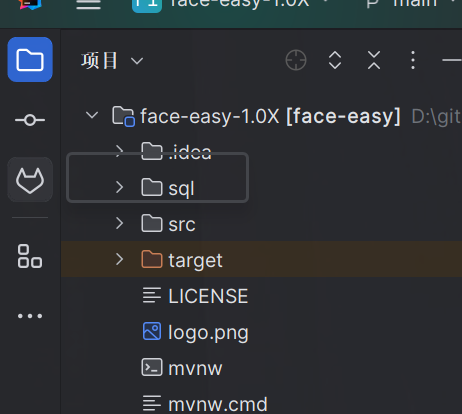 face-easy-1.0X
main
项目
face-easy-1.0X [face-easy] D:\git
.idea
sql
src
target
LICENSE
logo.png
mvnw
mvnw.cmd